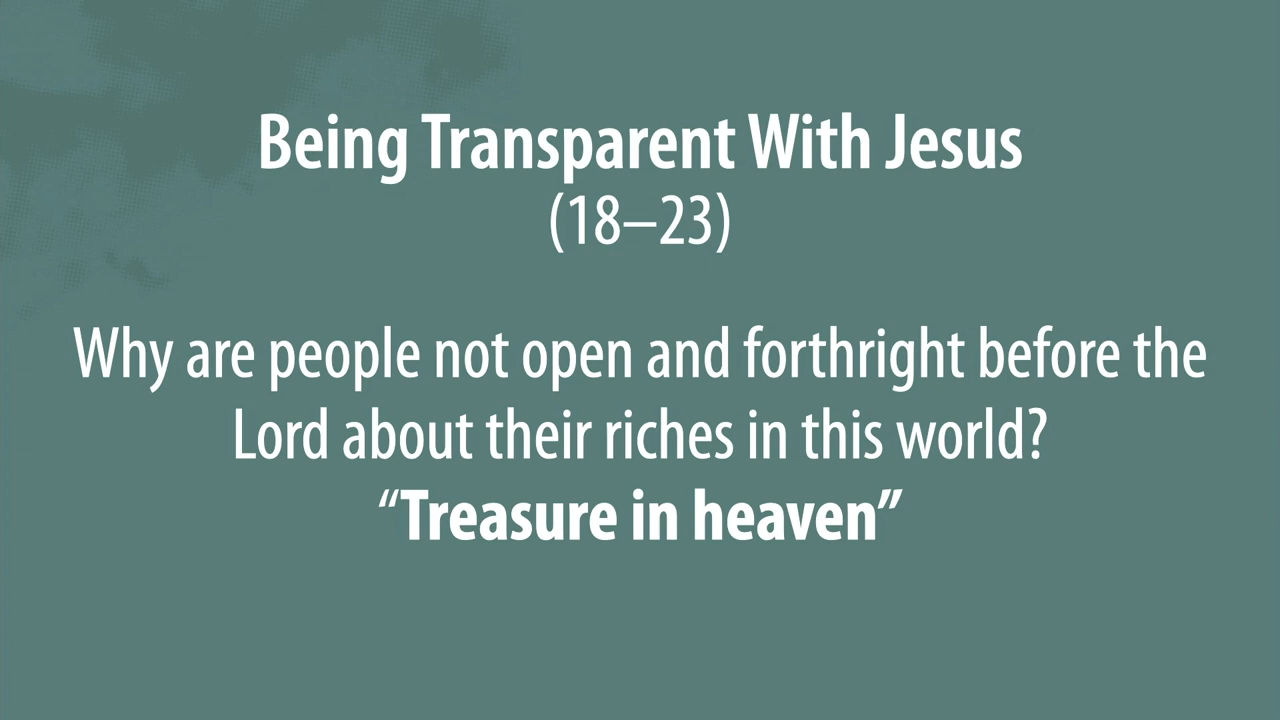 Being Transparent With Jesus
(18–23)
Why are people not open and forthright before the
Lord about their riches in this world?
“Treasure in heaven”